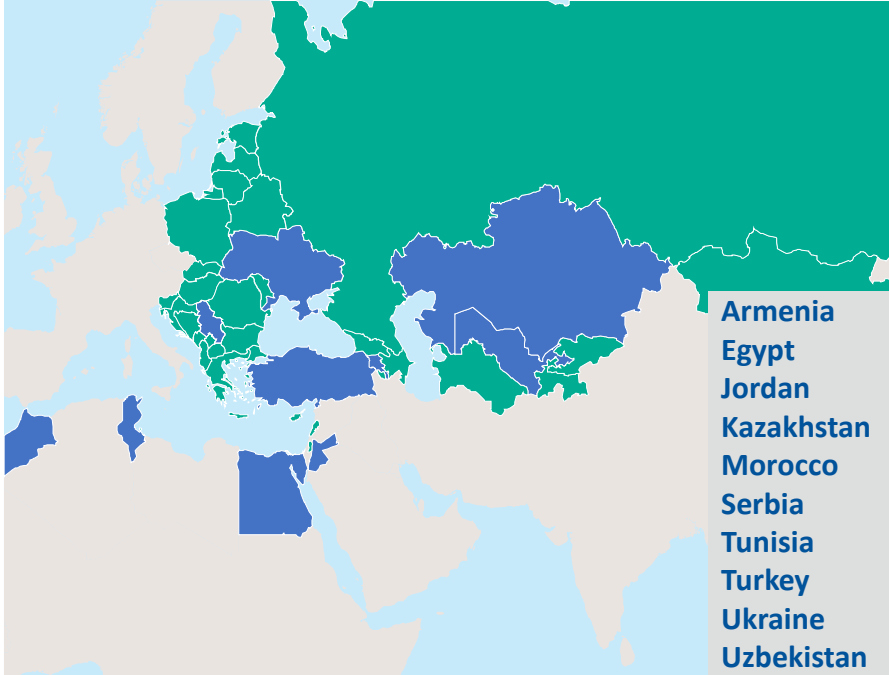 Armenia
Egypt
Jordan
Kazakhstan
Morocco
Serbia
Tunisia
Turkey
Ukraine
Uzbekistan